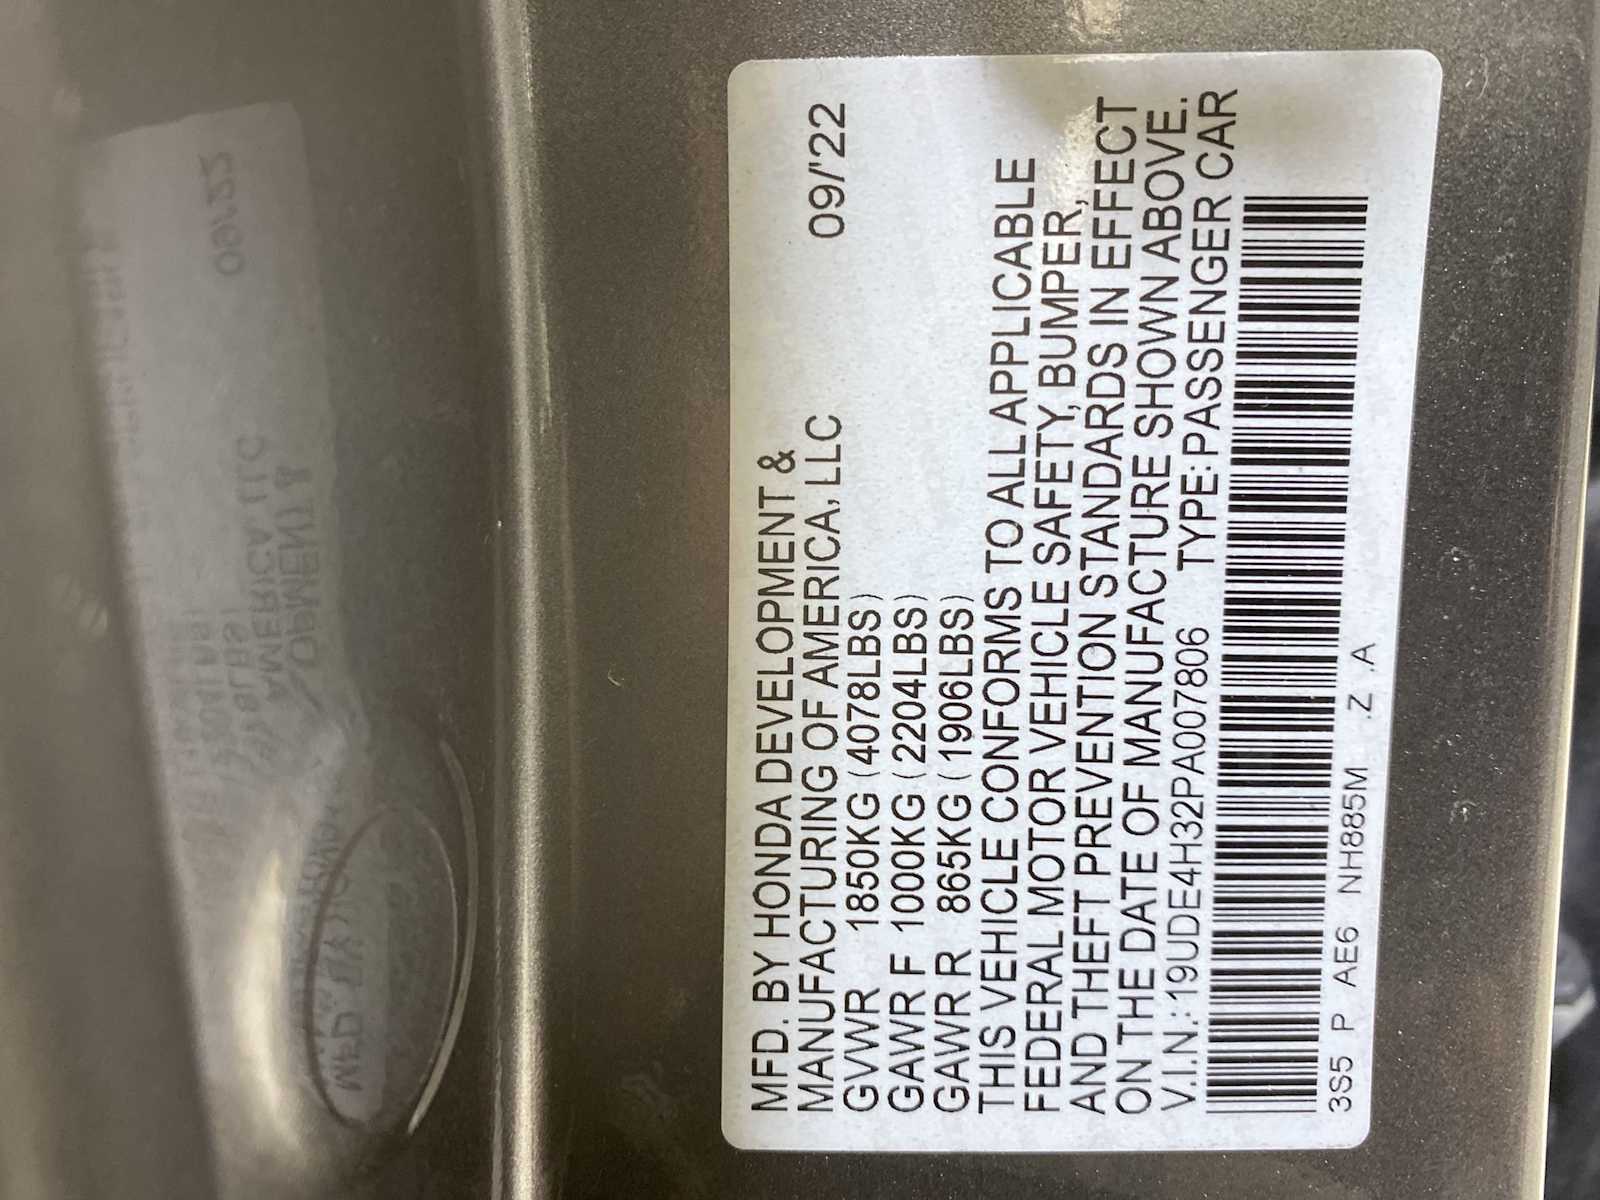 MFD. BY HONDA DEVELOPMENT &
MANUFACTURING OF AMERICA, LLC 09/'22
GVWR 1850KG (4078LBS)
GAWR F 1000KG (2204LBS)
GAWR R 865KG (1906LBS)
THIS VEHICLE CONFORMS TO ALL APPLICABLE
FEDERAL MOTOR VEHICLE SAFETY, BUMPER,
AND THEFT PREVENTION STANDARDS IN EFFECT
ON THE DATE OF MANUFACTURE SHOWN ABOVE.
V.I.N.:19UDE4H32PA007806 TYPE:PASSENGER CAR
3S5 P AE6 NH885M .Z .A